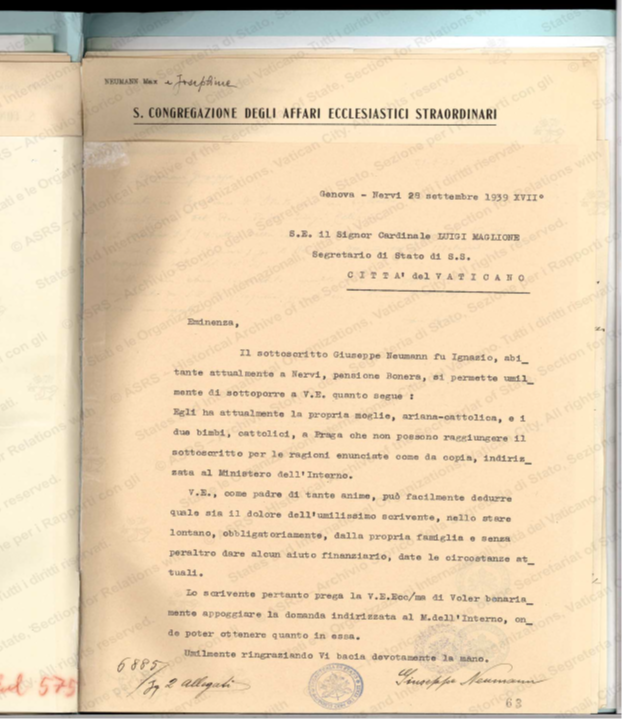 NEUMANN Max e Josephine
S. CONGREGAZIONE DEGLI AFFARI ECCLESIASTICI STRAORDINARI
Genova - Nervi 28 settembre 1939 XVII°
S.E. il Signor Cardinale LUIGI MAGLIONE
Segretario di Stato di S.S.
CITTA' del VATICANO
Eminenza,
Il sottoscritto Giuseppe Neumann fu Ignazio, abi_
tante attualmente a Nervi, pensione Bonera, si permette umil_
mente di sottoporre a V.E. quanto segue :
Egli ha attualmente la propria moglie, ariana-cattolica, e i
due bimbi, cattolici, a Praga che non possono raggiungere il
sottoscritto per le ragioni enunciate come da copia, indiriz_
zata al Ministero dell'Interno.
V.E., come padre di tante anime, può facilmente dedurre
quale sia il dolore dell'umilissimo scrivente, nello stare
lontano, obbligatoriamente, dalla propria famiglia e senza
peraltro dare alcun aiuto finanziario, date le circostanze at_
tuali.
Lo scrivente pertanto prega la V.E.Ecc/ma di Voler benaria_
mente appoggiare la domanda indirizzata al M.dell'Interno, on_
de poter ottenere quanto in essa.
Umilmente ringraziando Vi bacia devotamente la mano.
6885/39 2 allegati
Giuseppe Neumann
63
575